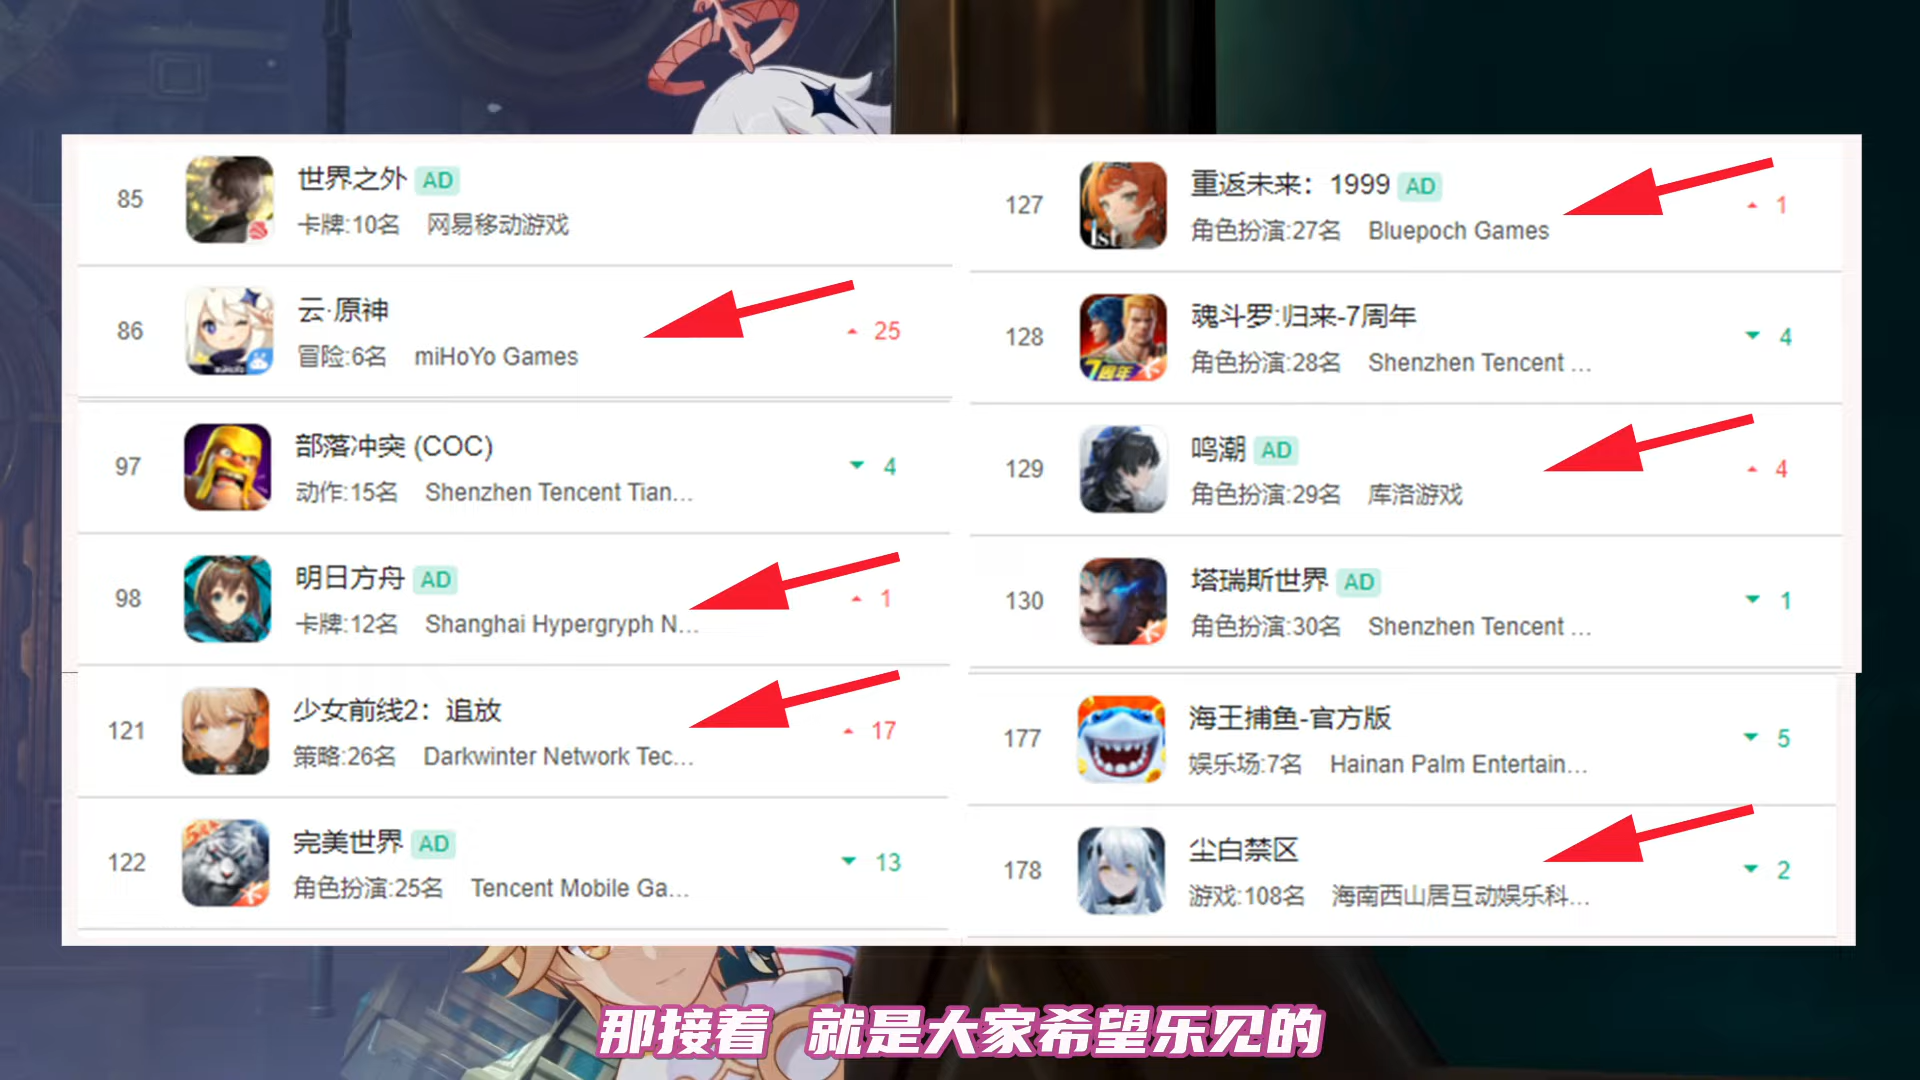 85
世界之外 AD
卡牌:10名 网易移动游戏
86
云·原神
冒险:6名 miHoYo Games
25
97
部落冲突 (COC)
动作:15名 Shenzhen Tencent Tian...
4
98
明日方舟 AD
卡牌:12名 Shanghai Hypergryph N...
1
121
少女前线2：追放
策略:26名 Darkwinter Network Tec...
17
122
完美世界 AD
角色扮演:25名 Tencent Mobile Ga...
13
127
1st
重返未来：1999 AD
角色扮演:27名 Bluepoch Games
1
128
7周年
魂斗罗:归来-7周年
角色扮演:28名 Shenzhen Tencent ...
4
129
鸣潮 AD
角色扮演:29名 库洛游戏
4
130
塔瑞斯世界 AD
角色扮演:30名 Shenzhen Tencent ...
1
177
海王捕鱼-官方版
娱乐场:7名 Hainan Palm Entertain...
5
178
尘白禁区
游戏:108名 海南西山居互动娱乐科...
2
那接着 就是大家希望乐见的